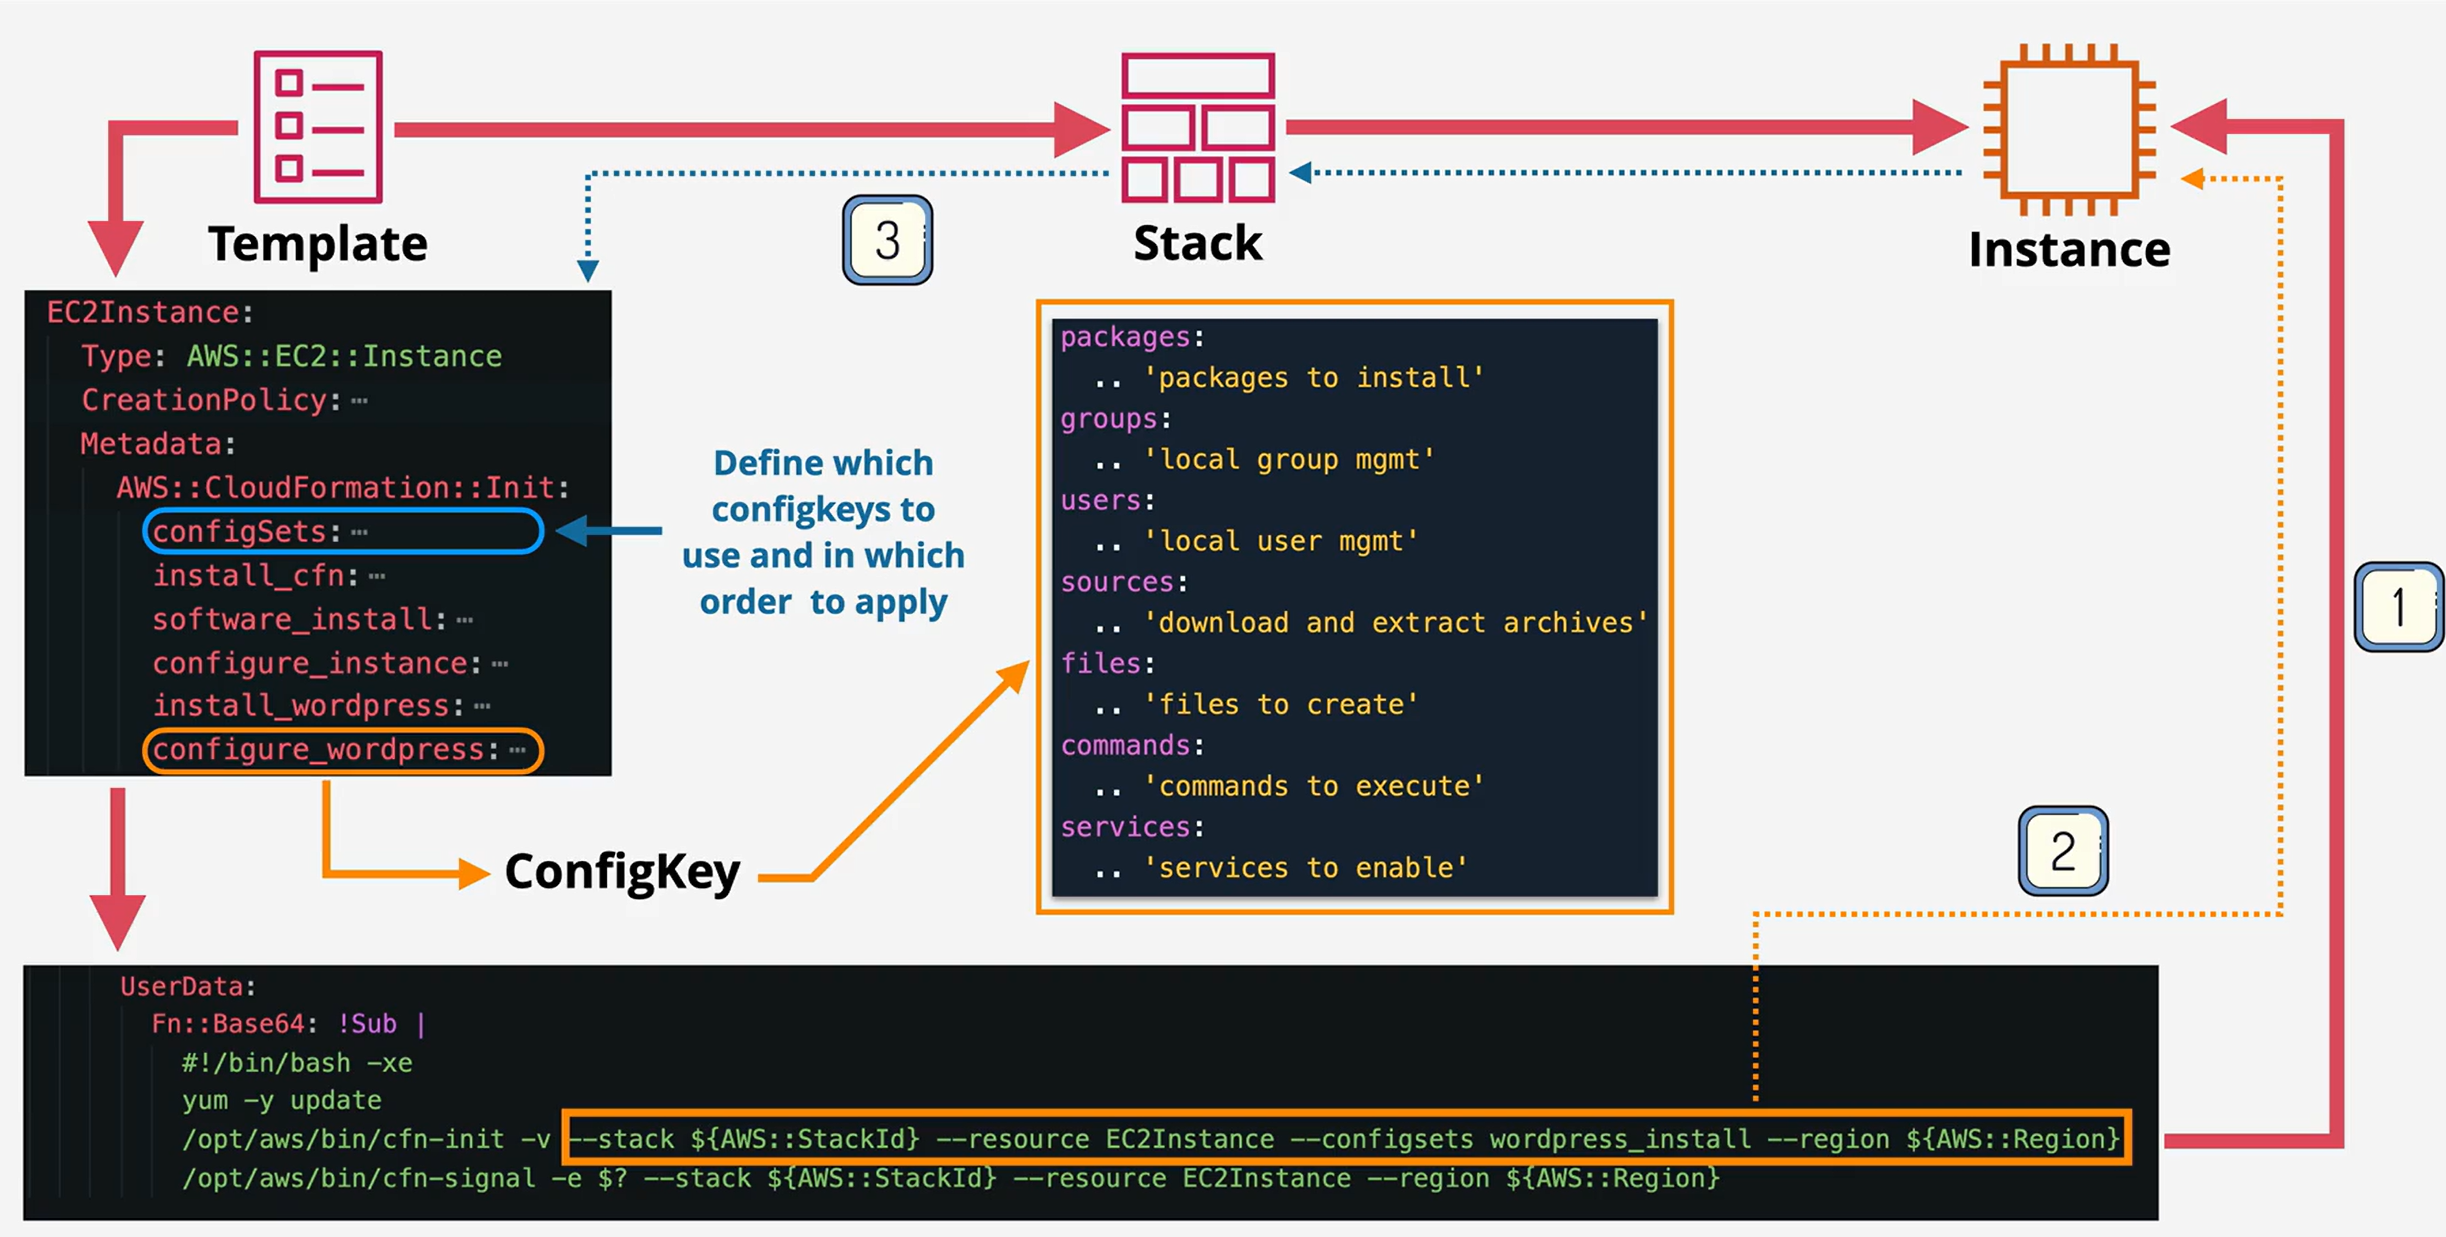 Template
Stack
Instance
3
EC2Instance:
Type: AWS::EC2::Instance
CreationPolicy: ⋯
Metadata:
AWS::CloudFormation::Init:
configSets: ⋯
install_cfn: ⋯
software_install: ⋯
configure_instance: ⋯
install_wordpress: ⋯
configure_wordpress: ⋯
Define which
configkeys to
use and in which
order to apply
ConfigKey
packages:
.. 'packages to install'
groups:
.. 'local group mgmt'
users:
.. 'local user mgmt'
sources:
.. 'download and extract archives'
files:
.. 'files to create'
commands:
.. 'commands to execute'
services:
.. 'services to enable'
1
2
UserData:
Fn::Base64: !Sub |
#!/bin/bash -xe
yum -y update
/opt/aws/bin/cfn-init -v --stack ${AWS::StackId} --resource EC2Instance --configsets wordpress_install --region ${AWS::Region}
/opt/aws/bin/cfn-signal -e $? --stack ${AWS::StackId} --resource EC2Instance --region ${AWS::Region}